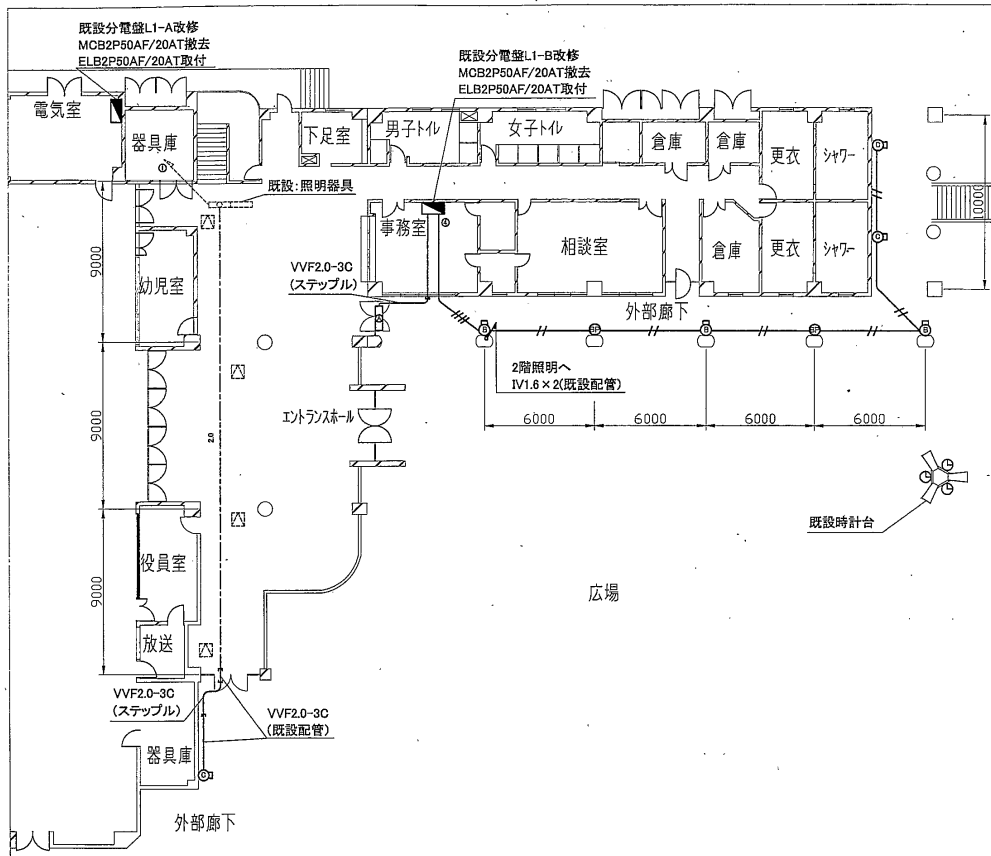 既設分電盤L1-A改修
MCB2P50AF/20AT撤去
ELB2P50AF/20AT取付
既設分電盤L1-B改修
MCB2P50AF/20AT撤去
ELB2P50AF/20AT取付
電気室
器具庫
下足室
男子トイレ
女子トイレ
倉庫
倉庫
更衣
シャワー
既設:照明器具
事務室
相談室
倉庫
更衣
シャワー
10000
9000
幼児室
VVF2.0-3C
(ステップル)
外部廊下
B
BF
B
BF
B
G
G
2階照明へ
IV1.6×2(既設配管)
6000
6000
6000
6000
エントランスホール
9000
2.0
既設時計台
役員室
9000
広場
放送
VVF2.0-3C
(ステップル)
VVF2.0-3C
(既設配管)
器具庫
G
外部廊下